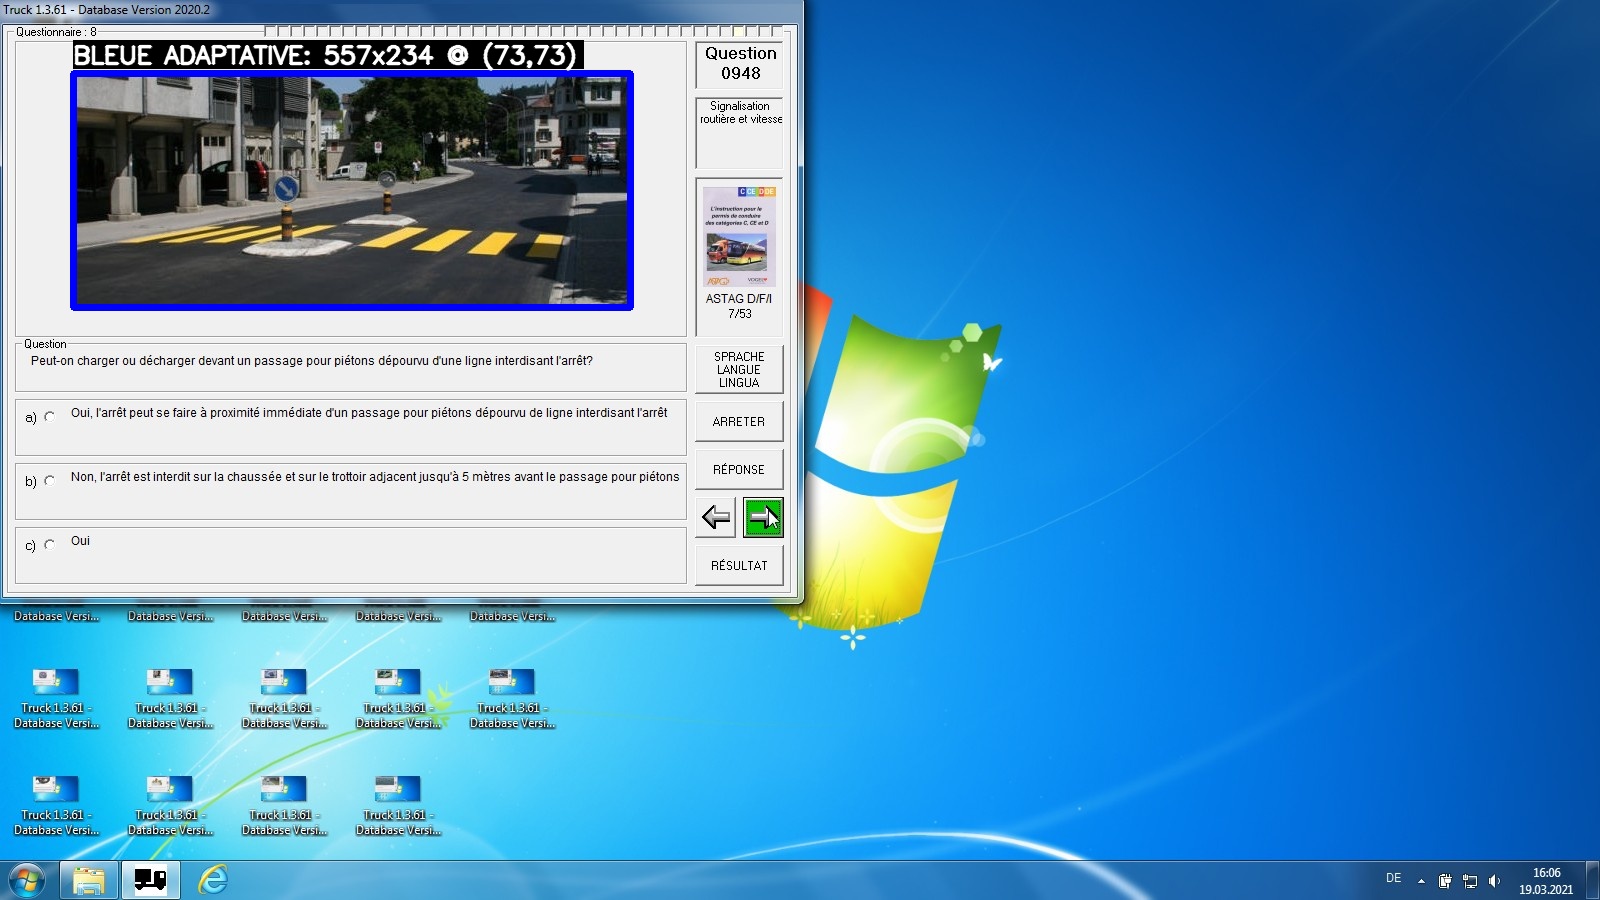 Truck 1.3.61 - Database Version 2020.2
Questionnaire : 8
BLEUE ADAPTATIVE: 557x234 @ (73,73)
Question
0948
Signalisation
routière et vitesse
C CE D DE
L'instruction pour le
permis de conduire
des catégories C, CE et D
ASTAG D/F/I
7/53
Question
Peut-on charger ou décharger devant un passage pour piétons dépourvu d'une ligne interdisant l'arrêt?
a) Oui, l'arrêt peut se faire à proximité immédiate d'un passage pour piétons dépourvu de ligne interdisant l'arrêt
b) Non, l'arrêt est interdit sur la chaussée et sur le trottoir adjacent jusqu'à 5 mètres avant le passage pour piétons
c) Oui
SPRACHE
LANGUE
LINGUA
ARRETER
RÉPONSE
RÉSULTAT
Database Versi... Database Versi... Database Versi... Database Versi... Database Versi...
Truck 1.3.61 - Truck 1.3.61 - Truck 1.3.61 - Truck 1.3.61 - Truck 1.3.61 -
Database Versi... Database Versi... Database Versi... Database Versi... Database Versi...
Truck 1.3.61 - Truck 1.3.61 - Truck 1.3.61 - Truck 1.3.61 -
Database Versi... Database Versi... Database Versi... Database Versi...
DE
16:06
19.03.2021